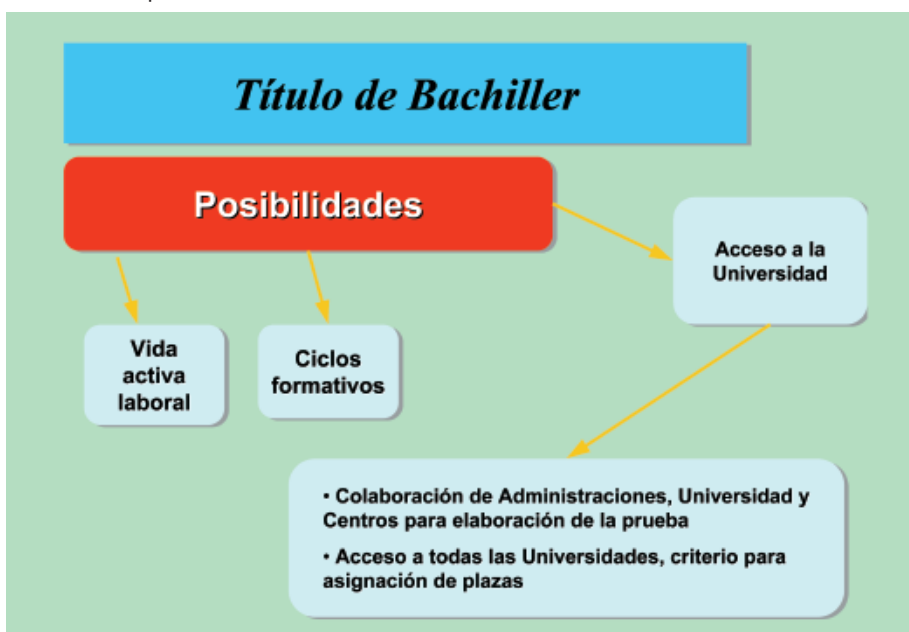 Título de Bachiller
Posibilidades
Acceso a la
Universidad
Vida
activa
laboral
Ciclos
formativos
• Colaboración de Administraciones, Universidad y
Centros para elaboración de la prueba
• Acceso a todas las Universidades, criterio para
asignación de plazas